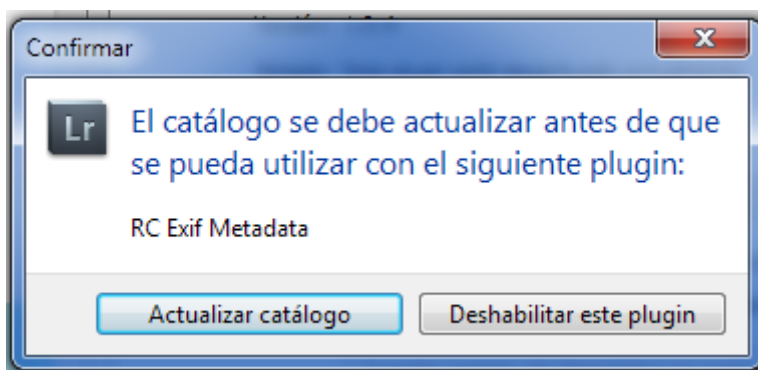 Confirmar
Lr
El catálogo se debe actualizar antes de que
se pueda utilizar con el siguiente plugin:
RC Exif Metadata
Actualizar catálogo
Deshabilitar este plugin